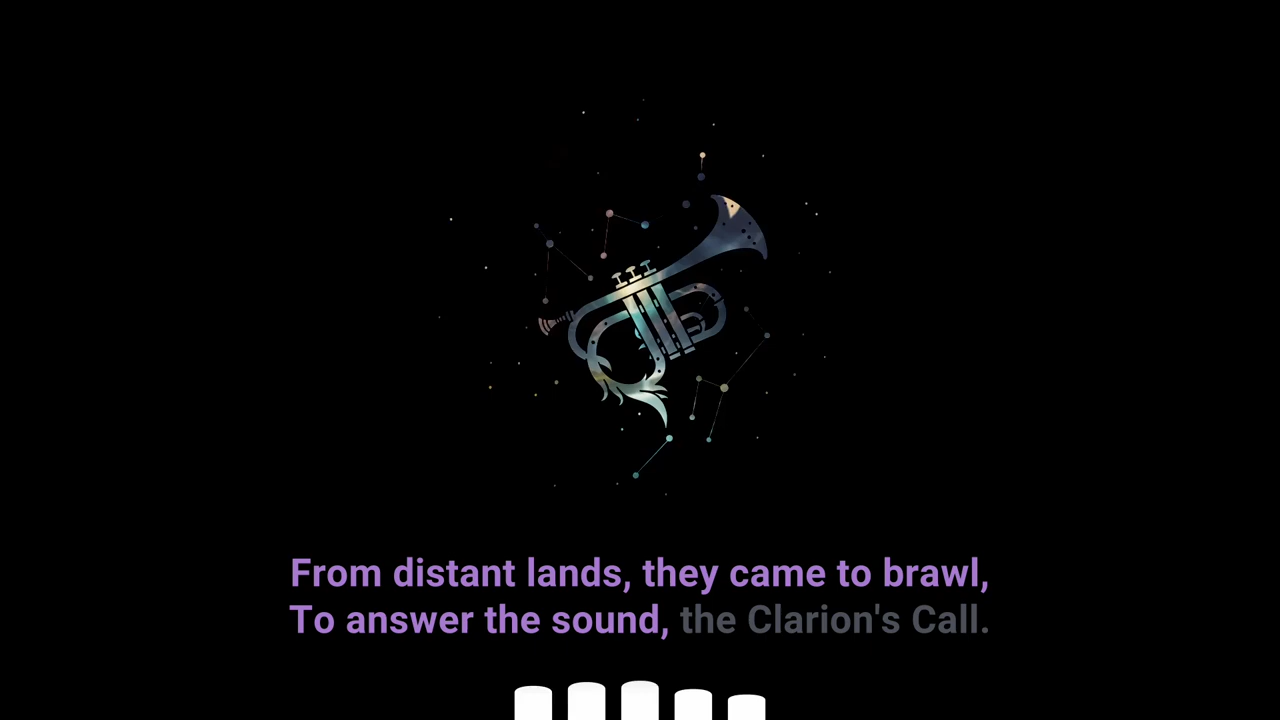 From distant lands, they came to brawl,
To answer the sound, the Clarion's Call.